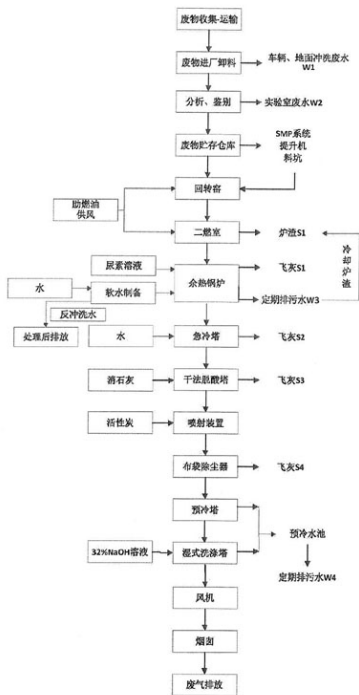 废物收集-运输
废物进厂卸料
车辆、地面冲洗废水
W1
分析、鉴别
实验室废水W2
废物贮存仓库
SMP系统
提升机
料坑
回转窑
助燃油
供风
二燃室
炉渣S1
冷却炉渣
尿素溶液
飞灰S1
水
软水制备
余热锅炉
定期排污水W3
反冲洗水
处理后排放
水
急冷塔
飞灰S2
消石灰
干法脱酸塔
飞灰S3
活性炭
喷射装置
布袋除尘器
飞灰S4
预冷塔
预冷水池
32%NaOH溶液
湿式洗涤塔
定期排污水W4
风机
烟囱
废气排放